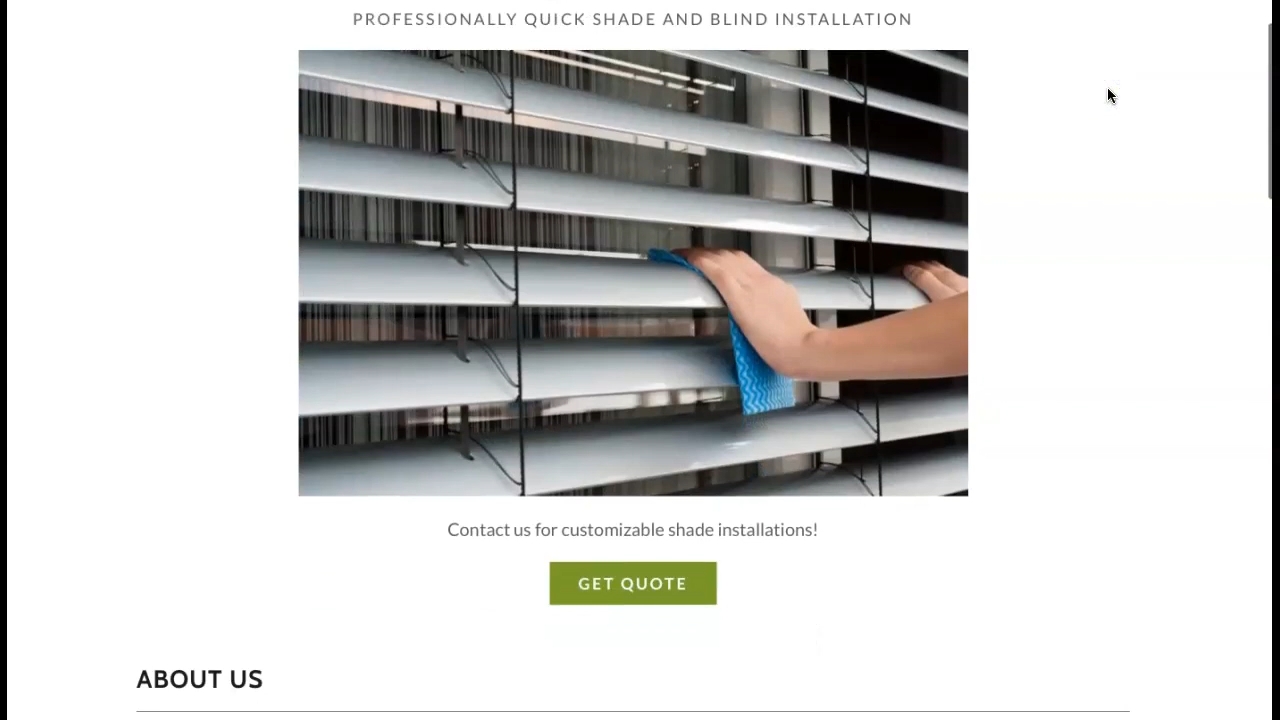 PROFESSIONALLY QUICK SHADE AND BLIND INSTALLATION
Contact us for customizable shade installations!
GET QUOTE
ABOUT US